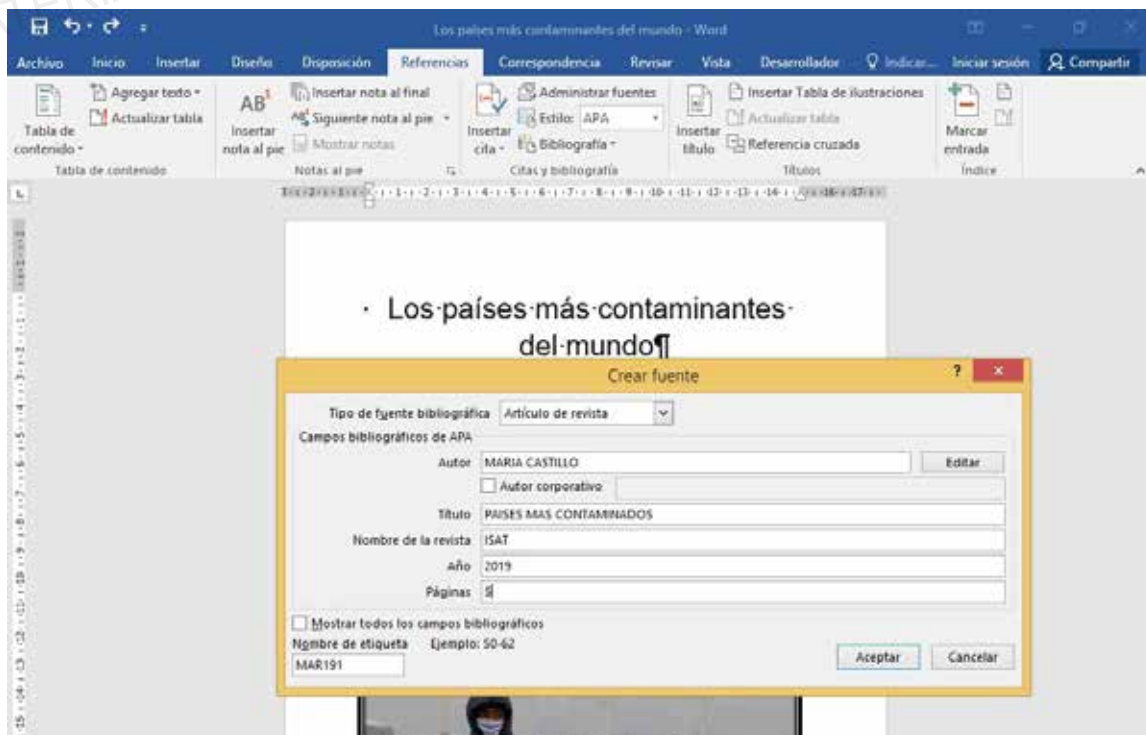 Los países más contaminantes del mundo - Word
Archivo Inicio Insertar Diseño Disposición Referencias Correspondencia Revisar Vista Desarrollador Indicar... Iniciar sesión Compartir
Tabla de contenido
Agregar texto
Actualizar tabla
Tabla de contenido
AB¹
Insertar nota al pie
Insertar nota al final
Siguiente nota al pie
Mostrar notas
Notas al pie
Insertar cita
Administrar fuentes
Estilo: APA
Bibliografía
Citas y bibliografía
Insertar título
Insertar Tabla de ilustraciones
Actualizar tabla
Referencia cruzada
Títulos
Marcar entrada
Índice
· Los·países·más·contaminantes·
del·mundo¶
Crear fuente
?
Tipo de fuente bibliográfica Artículo de revista
Campos bibliográficos de APA
Autor MARIA CASTILLO Editar
Autor corporativo
Título PAISES MAS CONTAMINADOS
Nombre de la revista ISAT
Año 2019
Páginas
Mostrar todos los campos bibliográficos
Nombre de etiqueta Ejemplo: 50-62
MAR191
Aceptar Cancelar